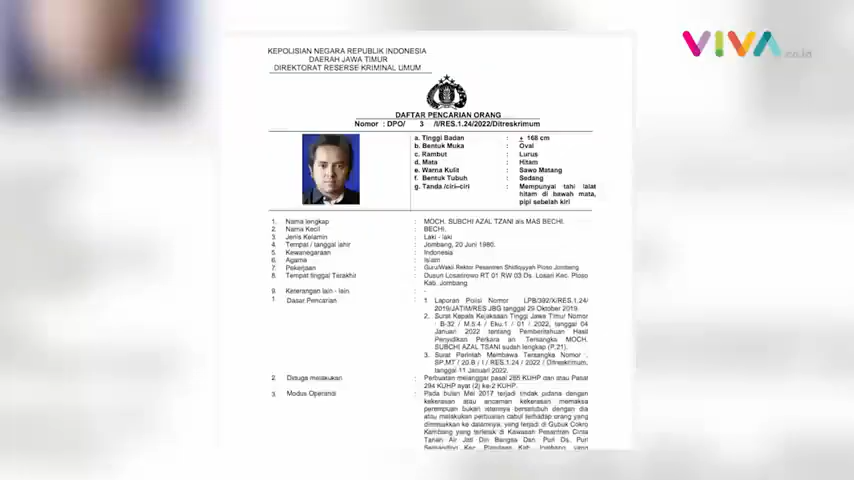 VIVA.co.id
KEPOLISIAN NEGARA REPUBLIK INDONESIA
DAERAH JAWA TIMUR
DIREKTORAT RESERSE KRIMINAL UMUM
DAFTAR PENCARIAN ORANG
Nomor : DPO/ 3 /I/RES.1.24/2022/Ditreskrimum
a. Tinggi Badan : ± 168 cm
b. Bentuk Muka : Oval
c. Rambut : Lurus
d. Mata : Hitam
e. Warna Kulit : Sawo Matang
f. Bentuk Tubuh : Sedang
g. Tanda /ciri-ciri : Mempunyai tahi lalat
hitam di bawah mata,
pipi sebelah kiri
1. Nama lengkap : MOCH. SUBCHI AZAL TZANI als MAS BECHI.
2. Nama Kecil : BECHI.
3. Jenis Kelamin : Laki - laki
4. Tempat / tanggal lahir : Jombang, 20 Juni 1980.
5. Kewanegaraan : Indonesia
6. Agama : Islam
7. Pekerjaan : Guru/Wakil Rektor Pesantren Shidiqqyah Ploso Jombang
8. Tempat tinggal Terakhir : Dusun Losarirowo RT 01 RW 03 Ds. Losari Kec. Ploso
Kab. Jombang
9. Keterangan lain - lain : -
1 Dasar Pencarian : 1. Laporan Polisi Nomor LPB/392/X/RES.1.24/
2019/JATIM/RES JBG tanggal 29 Oktober 2019.
2. Surat Kepala Kejaksaan Tinggi Jawa Timur Nomor
: B-32 / M.5.4 / Eku.1 / 01 / 2022, tanggal 04
Januari 2022 tentang Pemberitahuan Hasil
Penyidikan Perkara an Tersangka MOCH.
SUBCHI AZAL TSANI sudah lengkap (P.21).
3. Surat Perintah Membawa Tersangka Nomor :
SP.MT / 20.B / I / RES.1.24 / 2022 / Ditreskrimum,
tanggal 11 Januari 2022.
2. Diduga melakukan : Perbuatan melanggar pasal 285 KUHP dan atau Pasal
294 KUHP ayat (2) ke-2 KUHP.
3. Modus Operandi : Pada bulan Mei 2017 terjadi tindak pidana dengan
kekerasan atau ancaman kekerasan memaksa
perempuan bukan isterinya bersetubuh dengan dia
atau melakukan perbuatan cabul terhadap orang yang
dimasukkan ke dalamnya, yang terjadi di Gubuk Cokro
Kembang yang terletak di Kawasan Pesantren Cinta
Tanah Air Jati Diri Bangsa Dsn. Puri Ds. Puri
Semanding Kec. Plandaan Kab. Jombang yang